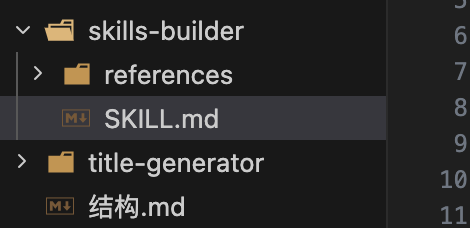 skills-builder
references
SKILL.md
title-generator
结构.md
6
7
8
9
10
11